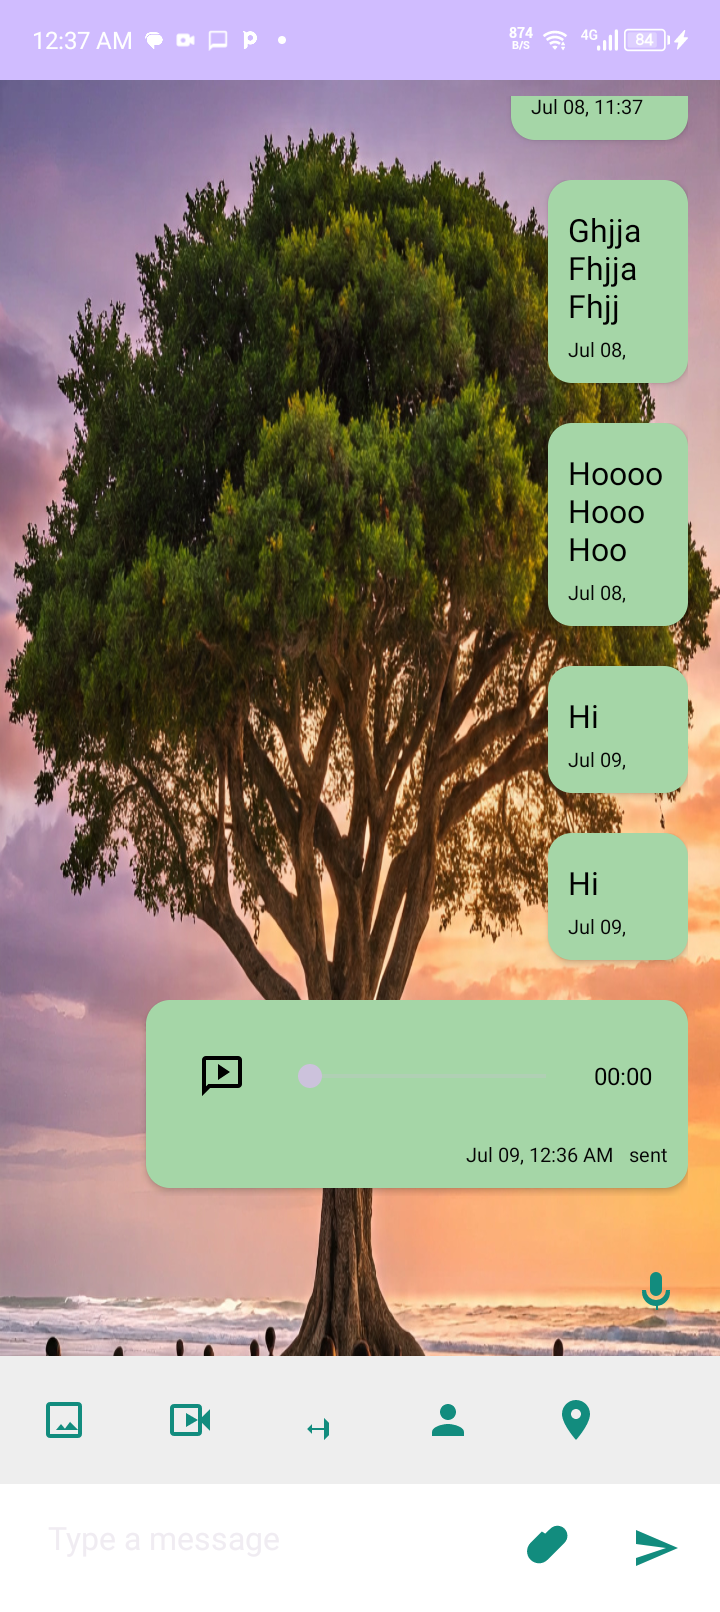 12:37 AM
874 B/S 4G 84
Jul 08, 11:37
Ghjja
Fhjja
Fhjj
Jul 08,
Hoooo
Hooo
Hoo
Jul 08,
Hi
Jul 09,
Hi
Jul 09,
00:00
Jul 09, 12:36 AM sent
Type a message